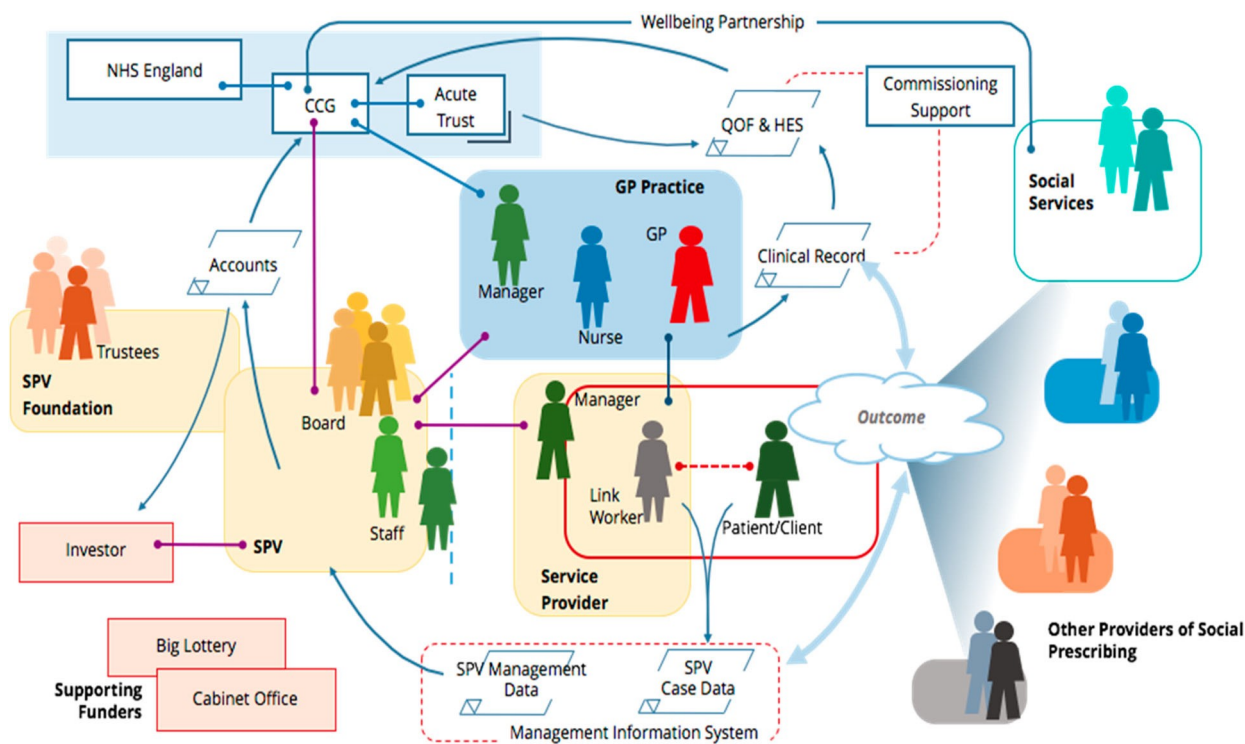 Wellbeing Partnership
NHS England
CCG
Acute
Trust
QOF & HES
Commissioning
Support
Social
Services
GP Practice
GP
Manager
Nurse
Clinical Record
Accounts
Trustees
SPV
Foundation
Board
Staff
SPV
Investor
Manager
Link
Worker
Patient/Client
Service
Provider
Outcome
Big Lottery
Cabinet Office
Supporting
Funders
SPV Management
Data
SPV
Case Data
Management Information System
Other Providers of Social
Prescribing